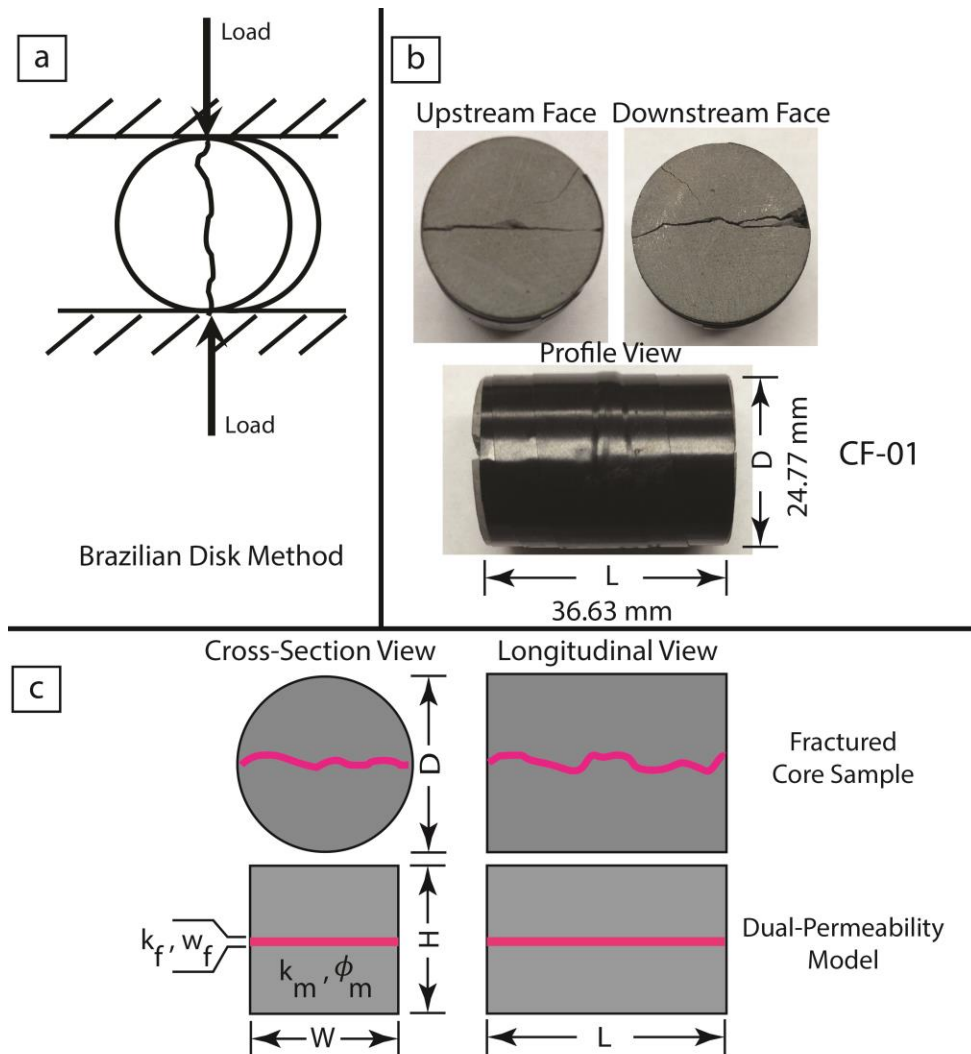 a
Load
Load
Brazilian Disk Method
b
Upstream Face
Downstream Face
Profile View
D
24.77 mm
CF-01
L
36.63 mm
c
Cross-Section View
Longitudinal View
D
Fractured
Core Sample
H
k_f, w_f
k_m, ϕ_m
W
L
Dual-Permeability
Model